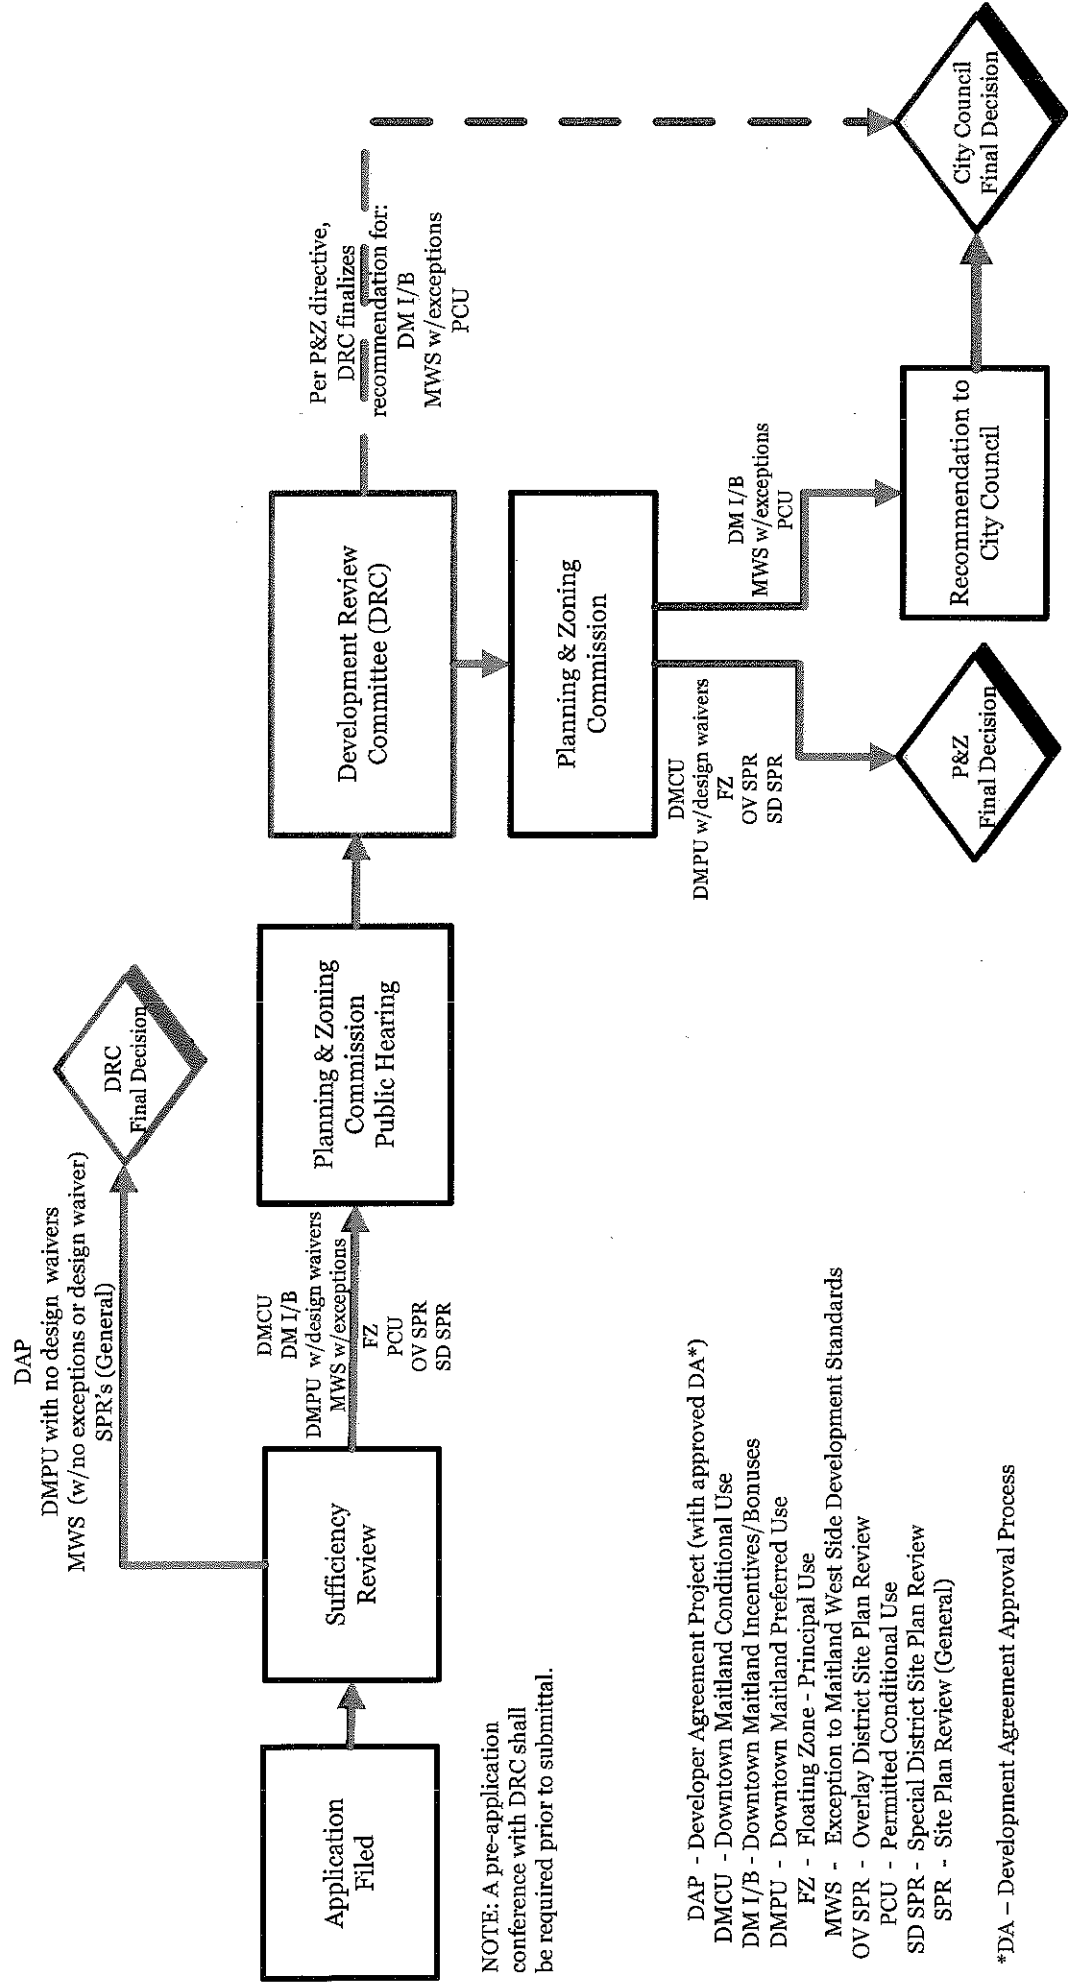 Application
Filed
NOTE: A pre-application
conference with DRC shall
be required prior to submittal.
Sufficiency
Review
DAP
DMPU with no design waivers
MWS (w/no exceptions or design waiver)
SPR's (General)
DRC
Final Decision
DMCU
DM I/B
DMPU w/design waivers
MWS w/exceptions
FZ
PCU
OV SPR
SD SPR
Planning & Zoning
Commission
Public Hearing
Development Review
Committee (DRC)
Per P&Z directive,
DRC finalizes
recommendation for:
DM I/B
MWS w/exceptions
PCU
Planning & Zoning
Commission
DMCU
DMPU w/design waivers
FZ
OV SPR
SD SPR
P&Z
Final Decision
DM I/B
MWS w/exceptions
PCU
Recommendation to
City Council
City Council
Final Decision
DAP - Developer Agreement Project (with approved DA*)
DMCU - Downtown Maitland Conditional Use
DM I/B - Downtown Maitland Incentives/Bonuses
DMPU - Downtown Maitland Preferred Use
FZ - Floating Zone - Principal Use
MWS - Exception to Maitland West Side Development Standards
OV SPR - Overlay District Site Plan Review
PCU - Permitted Conditional Use
SD SPR - Special District Site Plan Review
SPR - Site Plan Review (General)
*DA – Development Agreement Approval Process